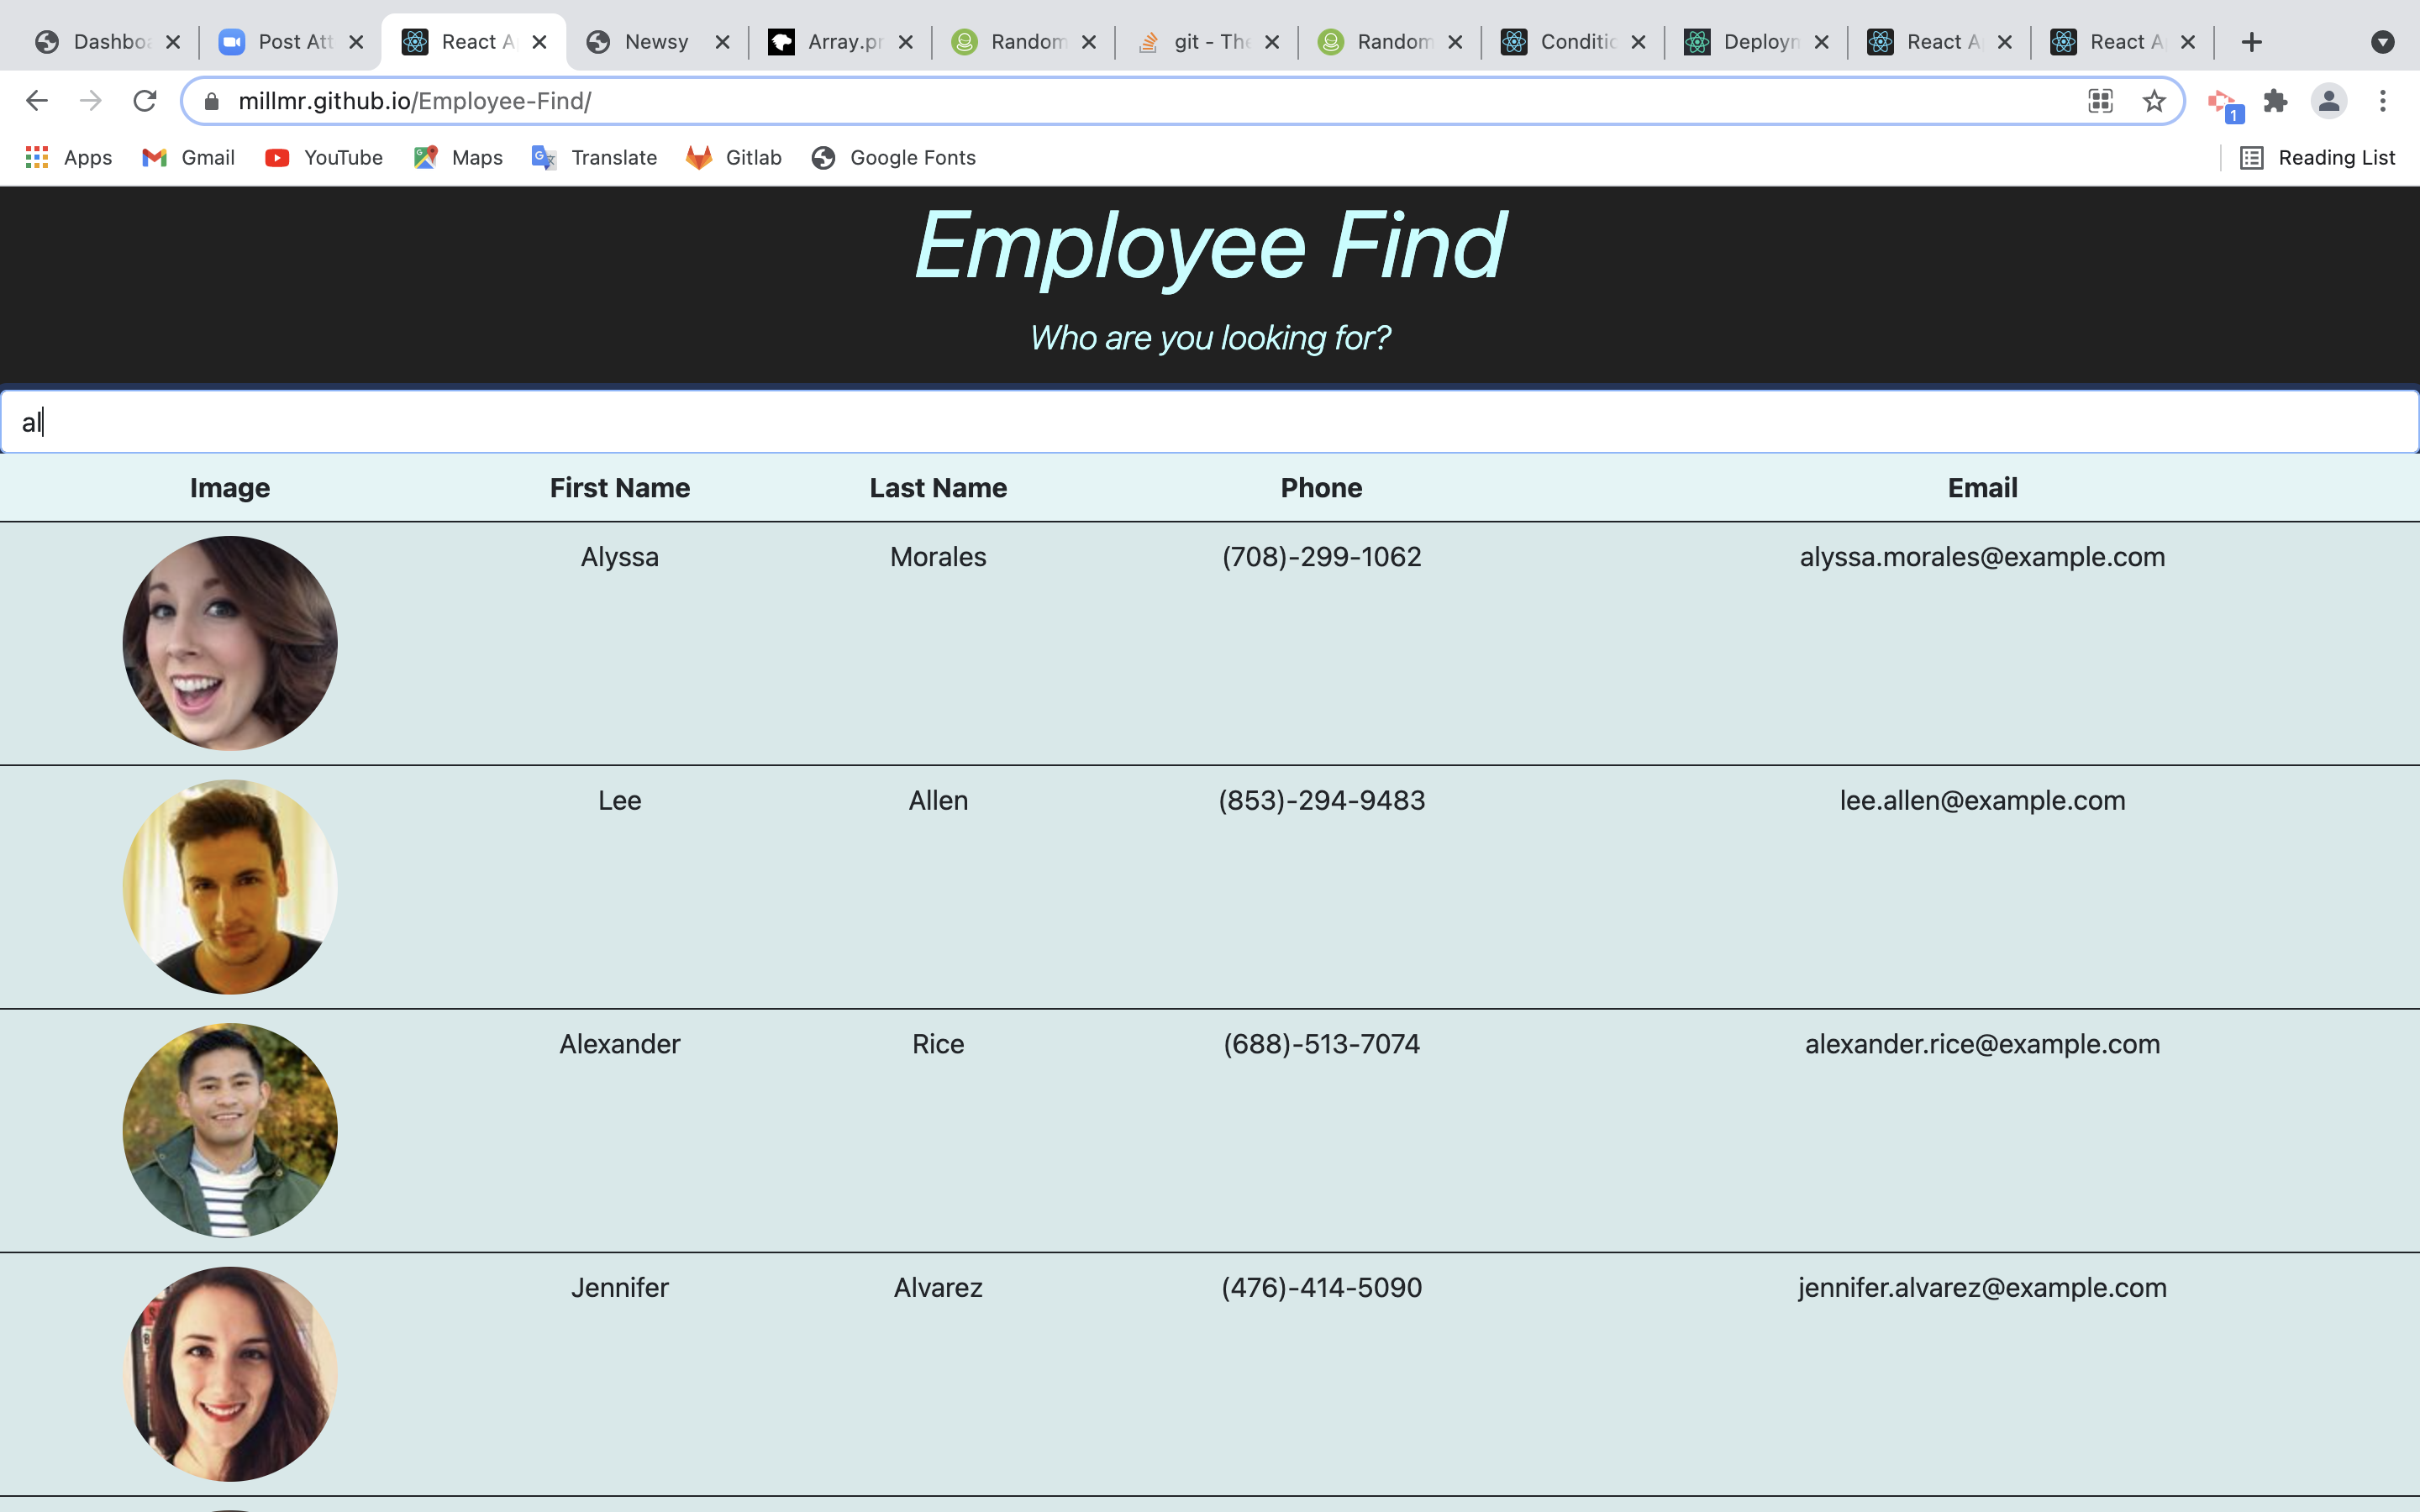 Dashboa Post Att React A Newsy Array.pr Random git - The Random Conditic Deployn React A React A
millmr.github.io/Employee-Find/
1
Apps Gmail YouTube Maps Translate Gitlab Google Fonts Reading List
Employee Find
Who are you looking for?
al
Image First Name Last Name Phone Email
Alyssa Morales (708)-299-1062 alyssa.morales@example.com
Lee Allen (853)-294-9483 lee.allen@example.com
Alexander Rice (688)-513-7074 alexander.rice@example.com
Jennifer Alvarez (476)-414-5090 jennifer.alvarez@example.com